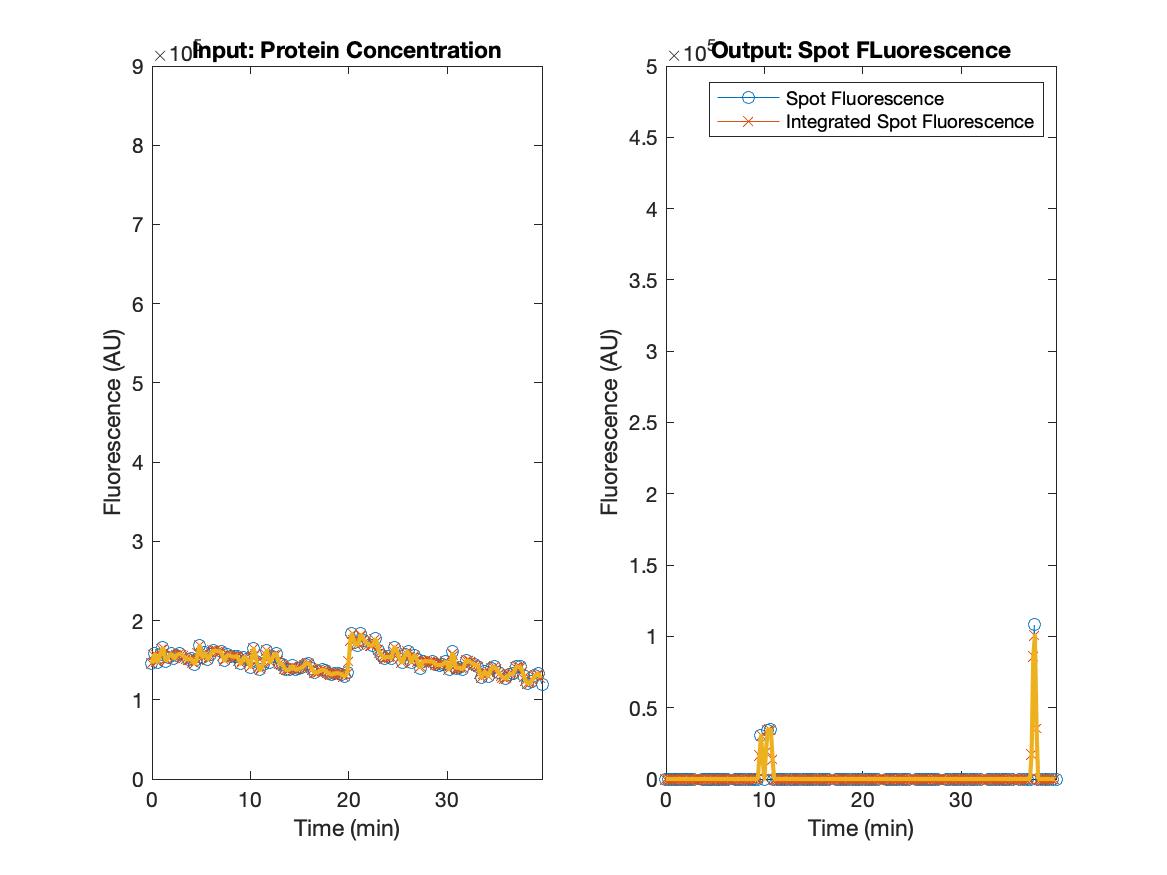 ×10⁵
Input: Protein Concentration
9
8
7
6
5
4
3
2
1
0
Fluorescence (AU)
0 10 20 30
Time (min)
×10⁵
Output: Spot FLuorescence
Spot Fluorescence
Integrated Spot Fluorescence
5
4.5
4
3.5
3
2.5
2
1.5
1
0.5
0
Fluorescence (AU)
0 10 20 30
Time (min)